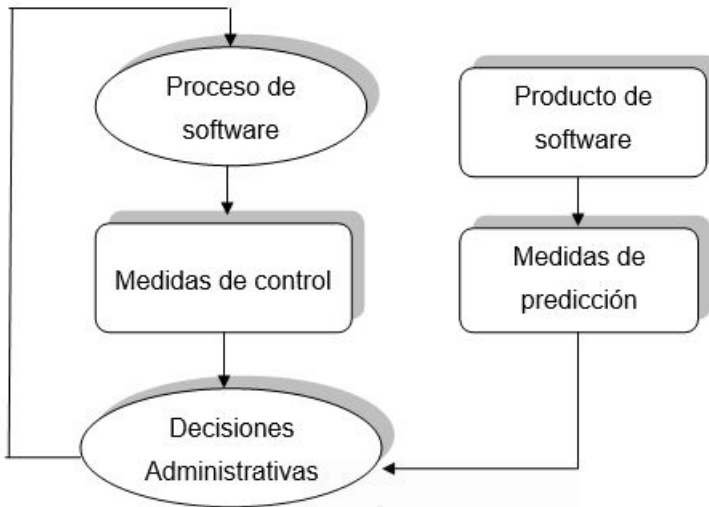 Proceso de
software
Producto de
software
Medidas de control
Medidas de
predicción
Decisiones
Administrativas